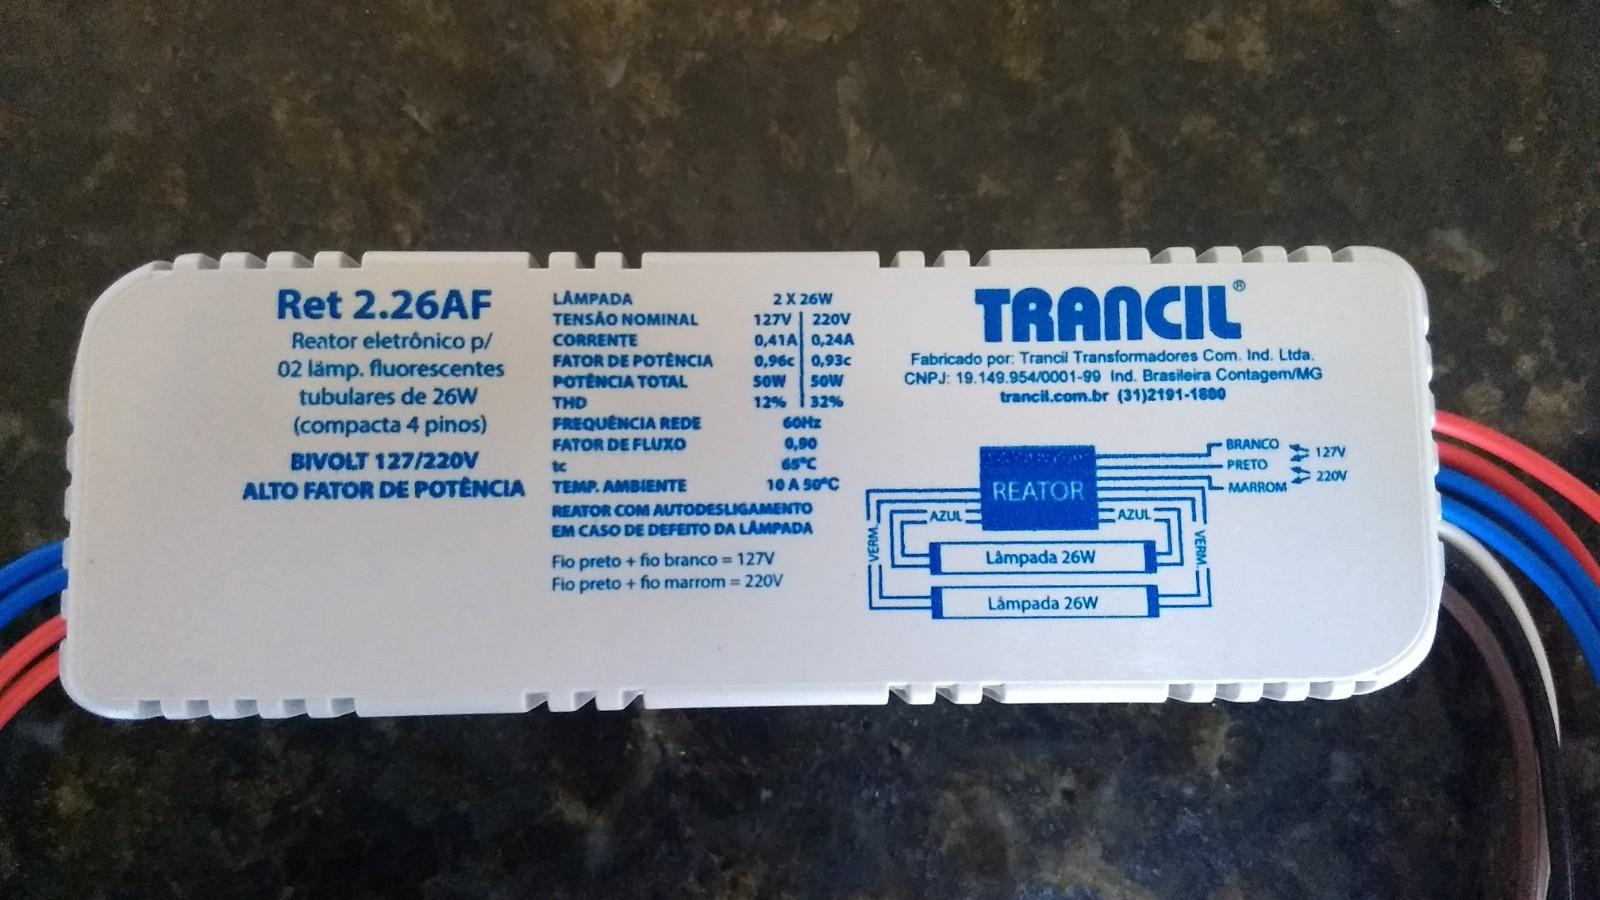 Ret 2.26AF
Reator eletrônico p/
02 lâmp. fluorescentes
tubulares de 26W
(compacta 4 pinos)
BIVOLT 127/220V
ALTO FATOR DE POTÊNCIA
LÂMPADA 2 X 26W
TENSÃO NOMINAL 127V 220V
CORRENTE 0,41A 0,24A
FATOR DE POTÊNCIA 0,96c 0,93c
POTÊNCIA TOTAL 50W 50W
THD 12% 32%
FREQUÊNCIA REDE 60Hz
FATOR DE FLUXO 0,90
tc 65ºC
TEMP. AMBIENTE 10 A 50ºC
REATOR COM AUTODESLIGAMENTO
EM CASO DE DEFEITO DA LÂMPADA
Fio preto + fio branco = 127V
Fio preto + fio marrom = 220V
TRANCIL®
Fabricado por: Trancil Transformadores Com. Ind. Ltda.
CNPJ: 19.149.954/0001-99 Ind. Brasileira Contagem/MG
trancil.com.br (31)2191-1800
BRANCO
127V
PRETO
220V
MARROM
REATOR
AZUL
AZUL
VERM.
VERM.
Lâmpada 26W
Lâmpada 26W